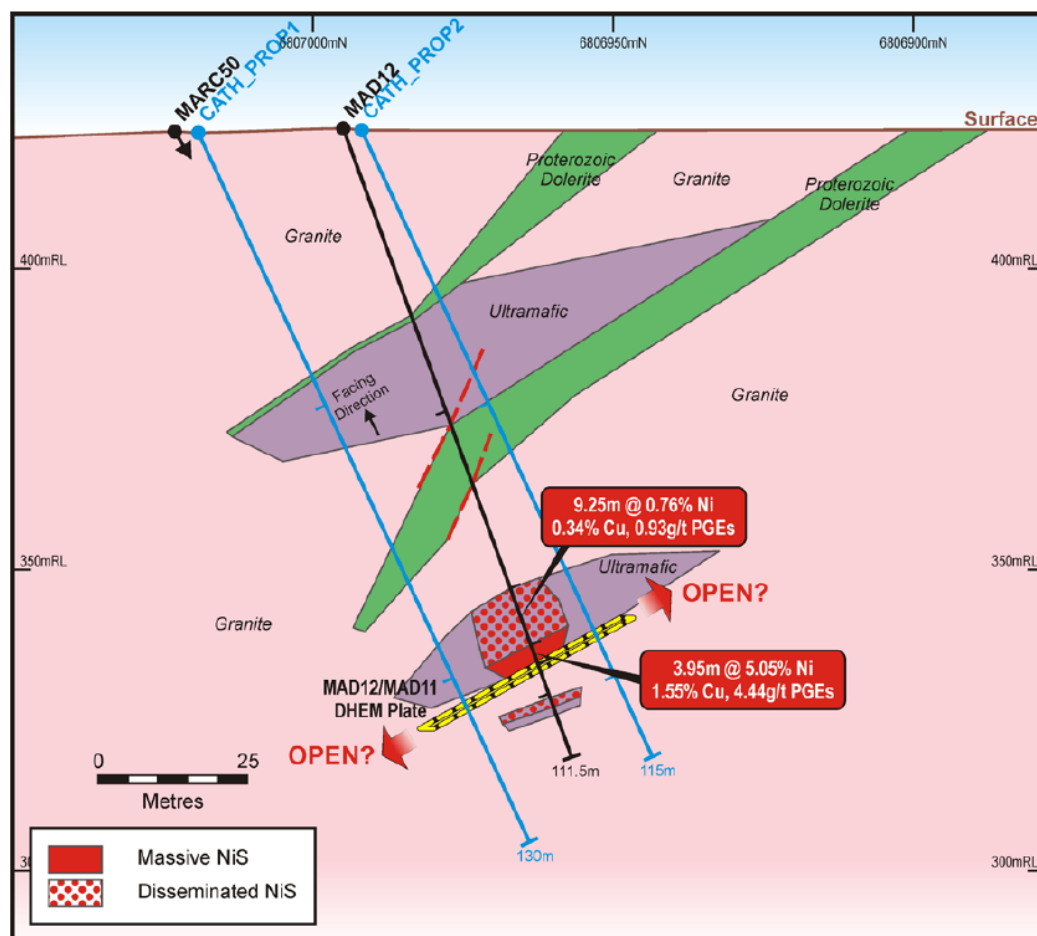 6807000mN
6806950mN
6806900mN
MARC50
CATH_PROP1
MAD12
CATH_PROP2
Surface
Proterozoic
Dolerite
Granite
Proterozoic
Dolerite
Granite
400mRL
400mRL
Ultramafic
Facing
Direction
Granite
9.25m @ 0.76% Ni
0.34% Cu, 0.93g/t PGEs
350mRL
350mRL
Ultramafic
OPEN?
Granite
3.95m @ 5.05% Ni
1.55% Cu, 4.44g/t PGEs
MAD12/MAD11
DHEM Plate
OPEN?
0
25
Metres
111.5m
115m
130m
Massive NiS
Disseminated NiS
300mRL